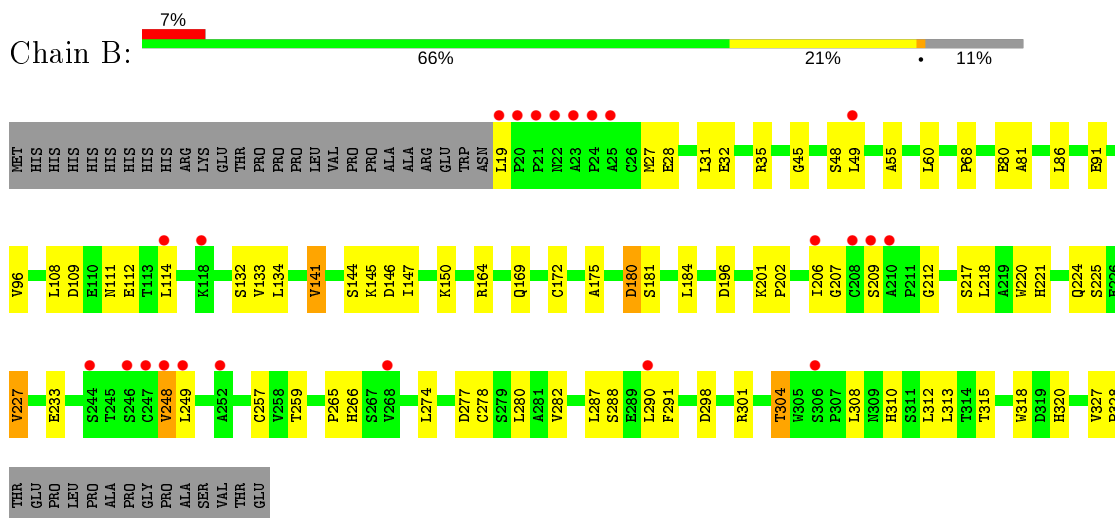 7%
Chain B:
66% 21% • 11%
MET HIS HIS HIS HIS HIS HIS HIS HIS ARG LYS GLU THR PRO PRO PRO LEU VAL PRO PRO ALA ALA ARG GLU TRP ASN L19 P20 P21 N22 A23 P24 A25 C26 M27 E28 L31 E32 R35 G45 S48 L49 A55 L60 P68 E80 A81 L86 E91
V96 L108 D109 E110 N111 E112 T113 L114 K118 S132 V133 L134 V141 S144 K145 D146 I147 K150 R164 Q169 C172 A175 D180 S181 L184 D196 K201 P202 I206 G207 C208 S209 A210 P211 G212 S217 L218 A219 W220 H221 Q224 S225 E226
V227 E233 S244 T245 S246 C247 V248 L249 A252 C257 V258 T259 P265 H266 S267 V268 L274 D277 C278 S279 L280 A281 V282 L287 S288 E289 L290 F291 D298 R301 T304 W305 S306 P307 L308 N309 H310 S311 L312 L313 T314 T315 W318 D319 H320 V327
THR GLU PRO LEU PRO ALA PRO GLY PRO ALA SER VAL THR GLU